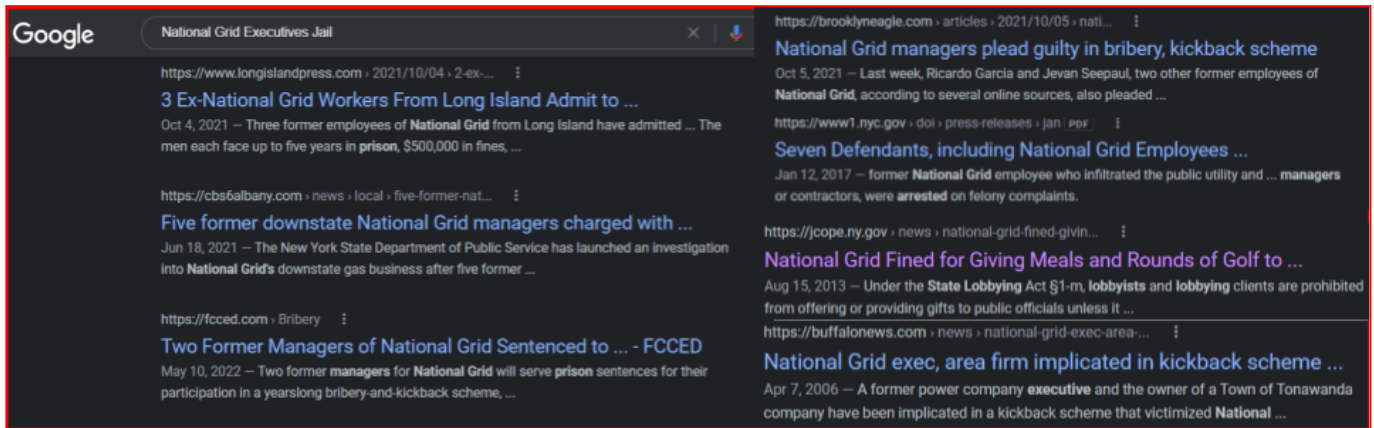 Google
National Grid Executives Jail
https://www.longislandpress.com › 2021/10/04 › 2-ex-...
3 Ex-National Grid Workers From Long Island Admit to ...
Oct 4, 2021 — Three former employees of National Grid from Long Island have admitted ... The
men each face up to five years in prison, $500,000 in fines, ...
https://cbs6albany.com › news › local › five-former-nat...
Five former downstate National Grid managers charged with ...
Jun 18, 2021 — The New York State Department of Public Service has launched an investigation
into National Grid's downstate gas business after five former ...
https://fcced.com › Bribery
Two Former Managers of National Grid Sentenced to ... - FCCED
May 10, 2022 — Two former managers for National Grid will serve prison sentences for their
participation in a yearslong bribery-and-kickback scheme, ...
https://brooklyneagle.com › articles › 2021/10/05 › nati...
National Grid managers plead guilty in bribery, kickback scheme
Oct 5, 2021 — Last week, Ricardo Garcia and Jevan Seepaul, two other former employees of
National Grid, according to several online sources, also pleaded ...
https://www1.nyc.gov › doi › press-releases › jan PDF
Seven Defendants, including National Grid Employees ...
Jan 12, 2017 — former National Grid employee who infiltrated the public utility and ... managers
or contractors, were arrested on felony complaints.
https://jcope.ny.gov › news › national-grid-fined-givin...
National Grid Fined for Giving Meals and Rounds of Golf to ...
Aug 15, 2013 — Under the State Lobbying Act §1-m, lobbyists and lobbying clients are prohibited
from offering or providing gifts to public officials unless it ...
https://buffalonews.com › news › national-grid-exec-area-...
National Grid exec, area firm implicated in kickback scheme ...
Apr 7, 2006 — A former power company executive and the owner of a Town of Tonawanda
company have been implicated in a kickback scheme that victimized National ...